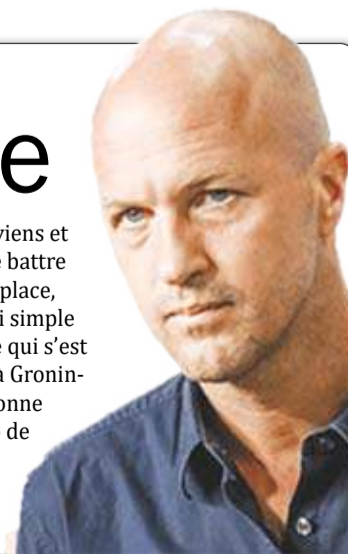 e
viens et
battre
place,
i simple
qui s’est
a Gronin-
onne
de